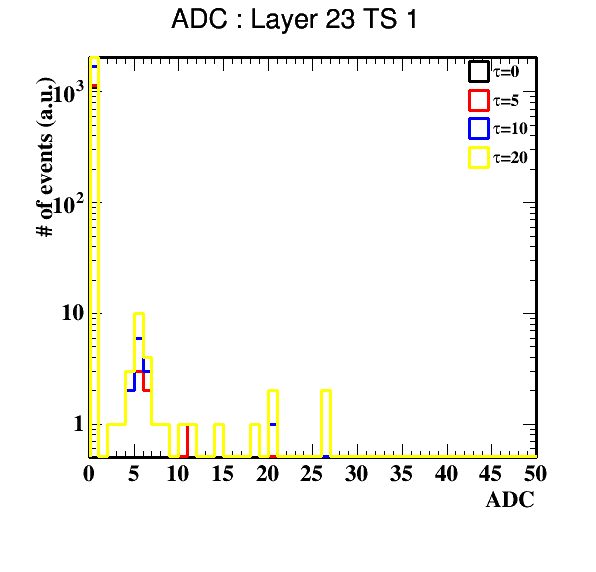 ADC : Layer 23 TS 1
# of events (a.u.)
10³
10²
10
1
τ=0
τ=5
τ=10
τ=20
0 5 10 15 20 25 30 35 40 45 50
ADC